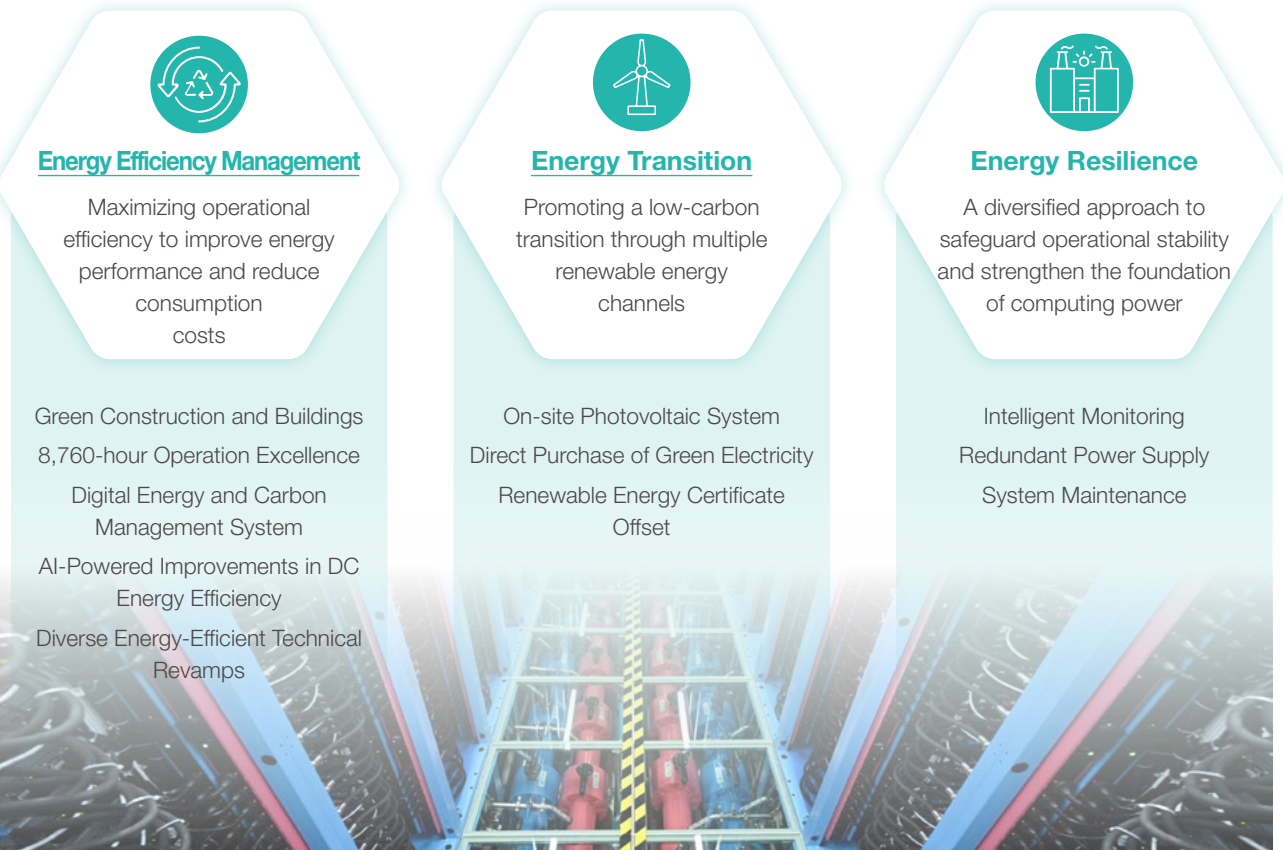 Energy Efficiency Management
Maximizing operational
efficiency to improve energy
performance and reduce
consumption
costs
Green Construction and Buildings
8,760-hour Operation Excellence
Digital Energy and Carbon
Management System
AI-Powered Improvements in DC
Energy Efficiency
Diverse Energy-Efficient Technical
Revamps
Energy Transition
Promoting a low-carbon
transition through multiple
renewable energy
channels
On-site Photovoltaic System
Direct Purchase of Green Electricity
Renewable Energy Certificate
Offset
Energy Resilience
A diversified approach to
safeguard operational stability
and strengthen the foundation
of computing power
Intelligent Monitoring
Redundant Power Supply
System Maintenance